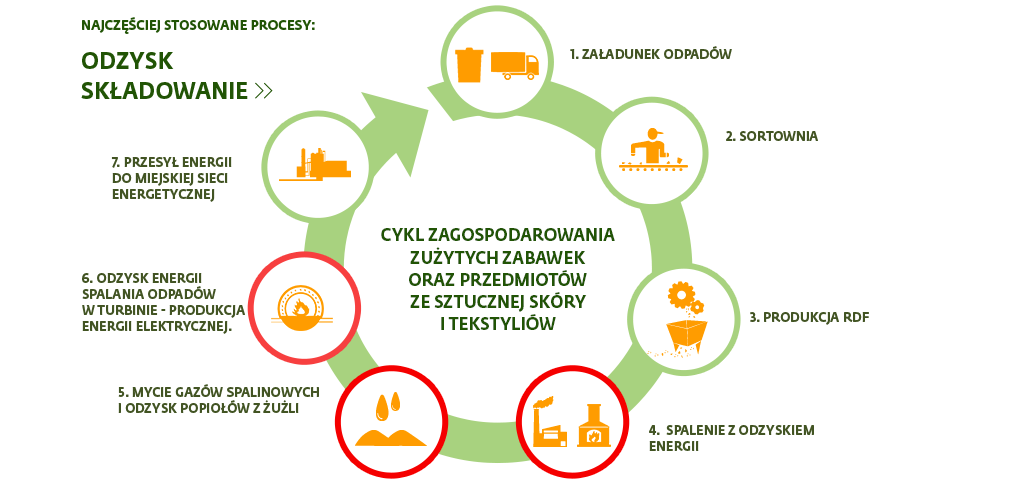 NAJCZĘŚCIEJ STOSOWANE PROCESY:
ODZYSK
SKŁADOWANIE
1. ZAŁADUNEK ODPADÓW
2. SORTOWNIA
3. PRODUKCJA RDF
4. SPALENIE Z ODZYSKIEM
ENERGII
5. MYCIE GAZÓW SPALINOWYCH
I ODZYSK POPIOŁÓW Z ŻUŻLI
6. ODZYSK ENERGII
SPALANIA ODPADÓW
W TURBINIE - PRODUKCJA
ENERGII ELEKTRYCZNEJ.
7. PRZESYŁ ENERGII
DO MIEJSKIEJ SIECI
ENERGETYCZNEJ
CYKL ZAGOSPODAROWANIA
ZUŻYTYCH ZABAWEK
ORAZ PRZEDMIOTÓW
ZE SZTUCZNEJ SKÓRY
I TEKSTYLIÓW